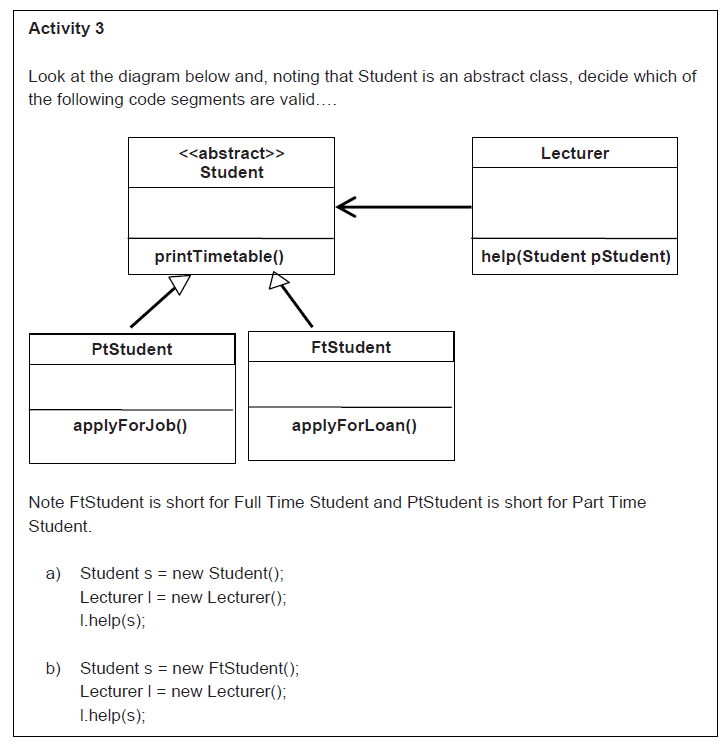 Activity 3
Look at the diagram below and, noting that Student is an abstract class, decide which of
the following code segments are valid….
<<abstract>>
Student
printTimetable()
Lecturer
help(Student pStudent)
PtStudent
applyForJob()
FtStudent
applyForLoan()
Note FtStudent is short for Full Time Student and PtStudent is short for Part Time
Student.
a) Student s = new Student();
Lecturer l = new Lecturer();
l.help(s);
b) Student s = new FtStudent();
Lecturer l = new Lecturer();
l.help(s);